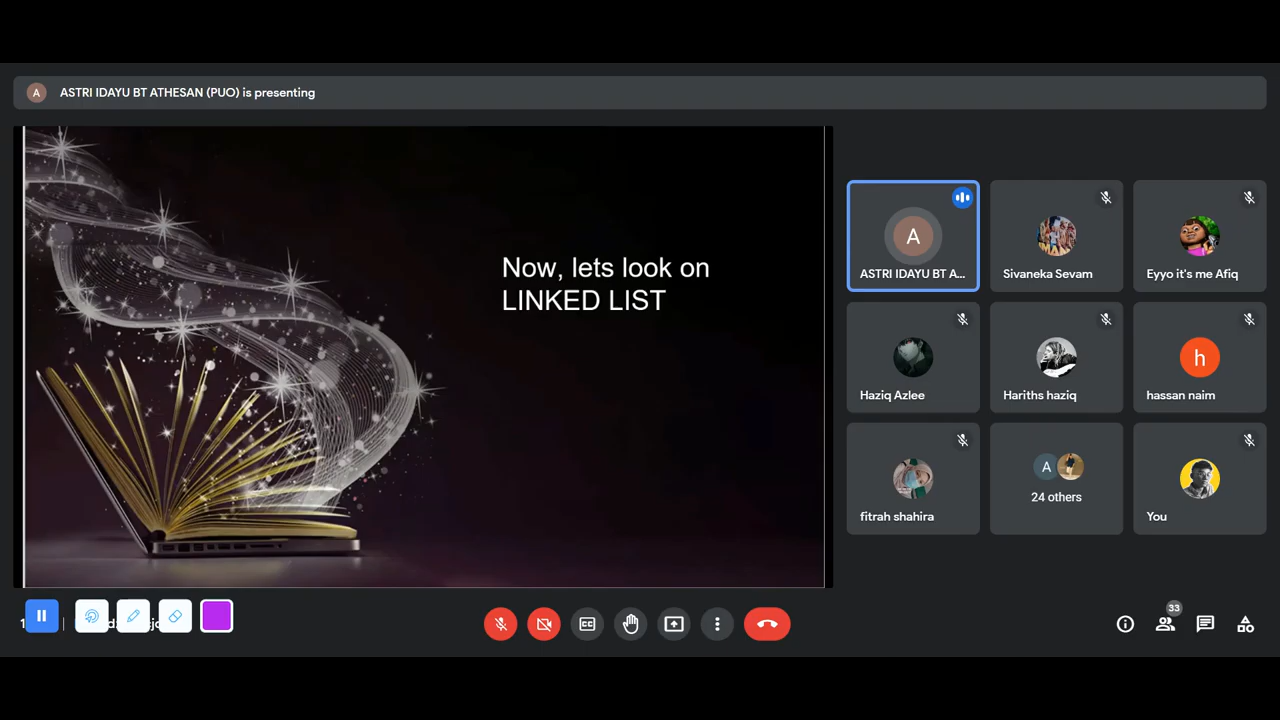 A
ASTRI IDAYU BT ATHESAN (PUO) is presenting
Now, lets look on
LINKED LIST
A
ASTRI IDAYU BT A...
Sivaneka Sevam
Eyyo it's me Afiq
Haziq Azlee
Hariths haziq
h
hassan naim
fitrah shahira
A
24 others
You
CC
33